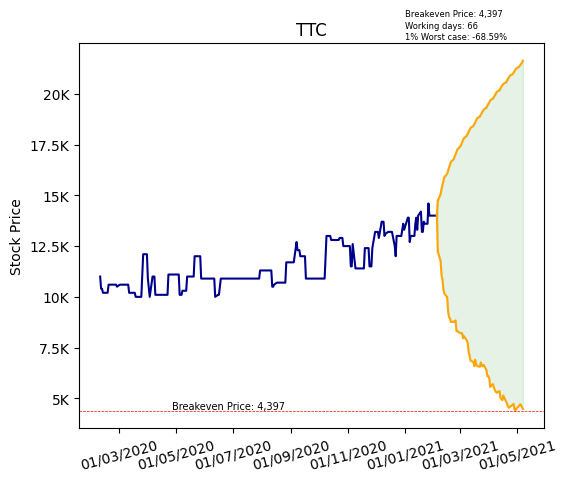 Breakeven Price: 4,397
Working days: 66
1% Worst case: -68.59%
TTC
Stock Price
20K
17.5K
15K
12.5K
10K
7.5K
5K
Breakeven Price: 4,397
01/03/2020
01/05/2020
01/07/2020
01/09/2020
01/11/2020
01/01/2021
01/03/2021
01/05/2021